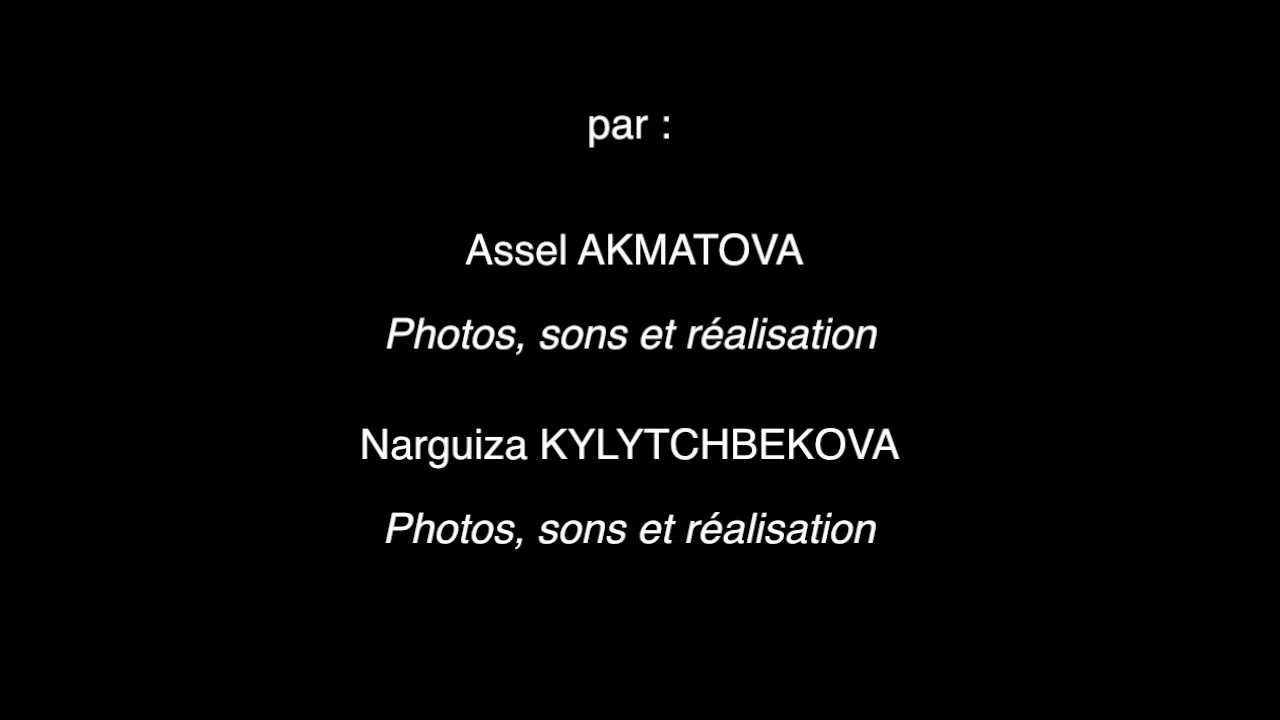 par :
Assel AKMATOVA
Photos, sons et réalisation
Narguiza KYLYTCHBEKOVA
Photos, sons et réalisation